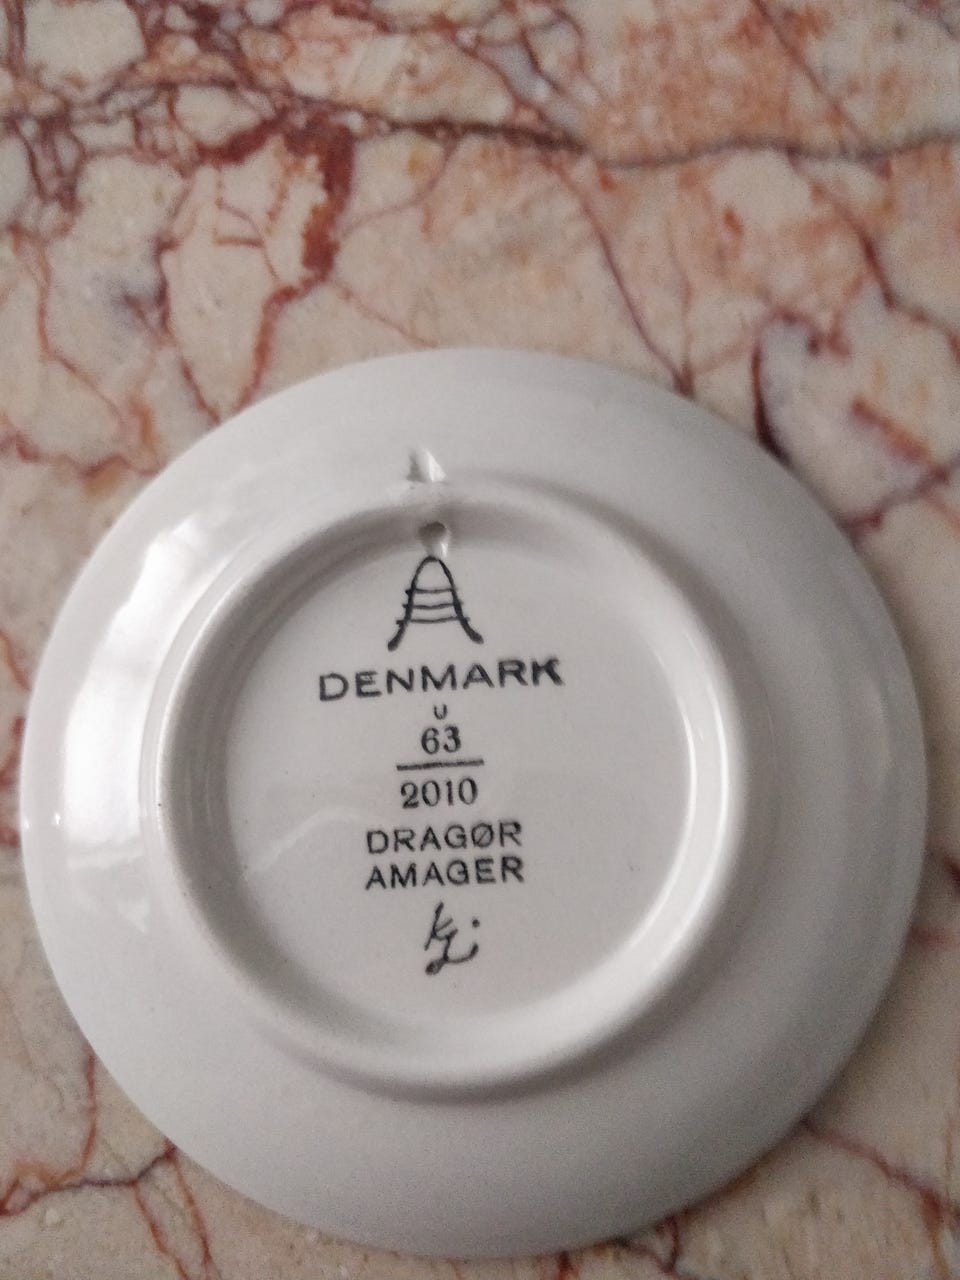 DENMARK
U
63
2010
DRAGØR
AMAGER